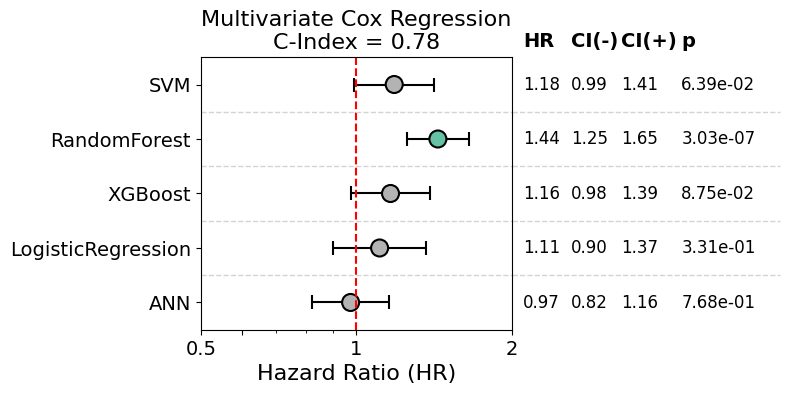 Multivariate Cox Regression
C-Index = 0.78
HR CI(-) CI(+) p
SVM 1.18 0.99 1.41 6.39e-02
RandomForest 1.44 1.25 1.65 3.03e-07
XGBoost 1.16 0.98 1.39 8.75e-02
LogisticRegression 1.11 0.90 1.37 3.31e-01
ANN 0.97 0.82 1.16 7.68e-01
0.5 1 2
Hazard Ratio (HR)